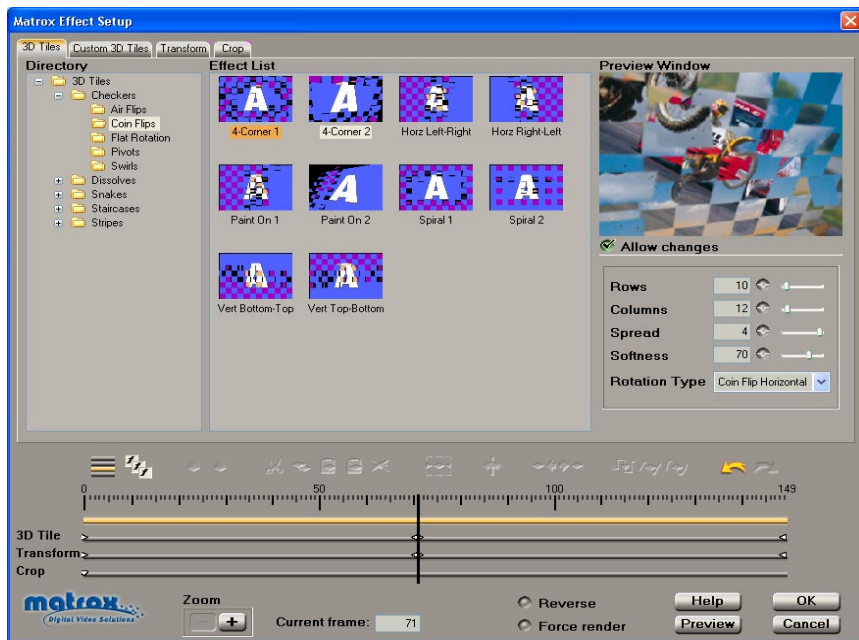 Matrox Effect Setup
3D Tiles Custom 3D Tiles Transform Crop
Directory
3D Tiles
Checkers
Air Flips
Coin Flips
Flat Rotation
Pivots
Swirls
Dissolves
Snakes
Staircases
Stripes
Effect List
A A A A
4-Corner 1 4-Corner 2 Horz Left-Right Horz Right-Left
A A A A
Paint On 1 Paint On 2 Spiral 1 Spiral 2
A A
Vert Bottom-Top Vert Top-Bottom
Preview Window
Allow changes
Rows 10
Columns 12
Spread 4
Softness 70
Rotation Type Coin Flip Horizontal
0 50 100 149
3D Tile
Transform
Crop
matrox
Digital Video Solutions
Zoom
- +
Current frame: 71
Reverse
Force render
Help OK
Preview Cancel